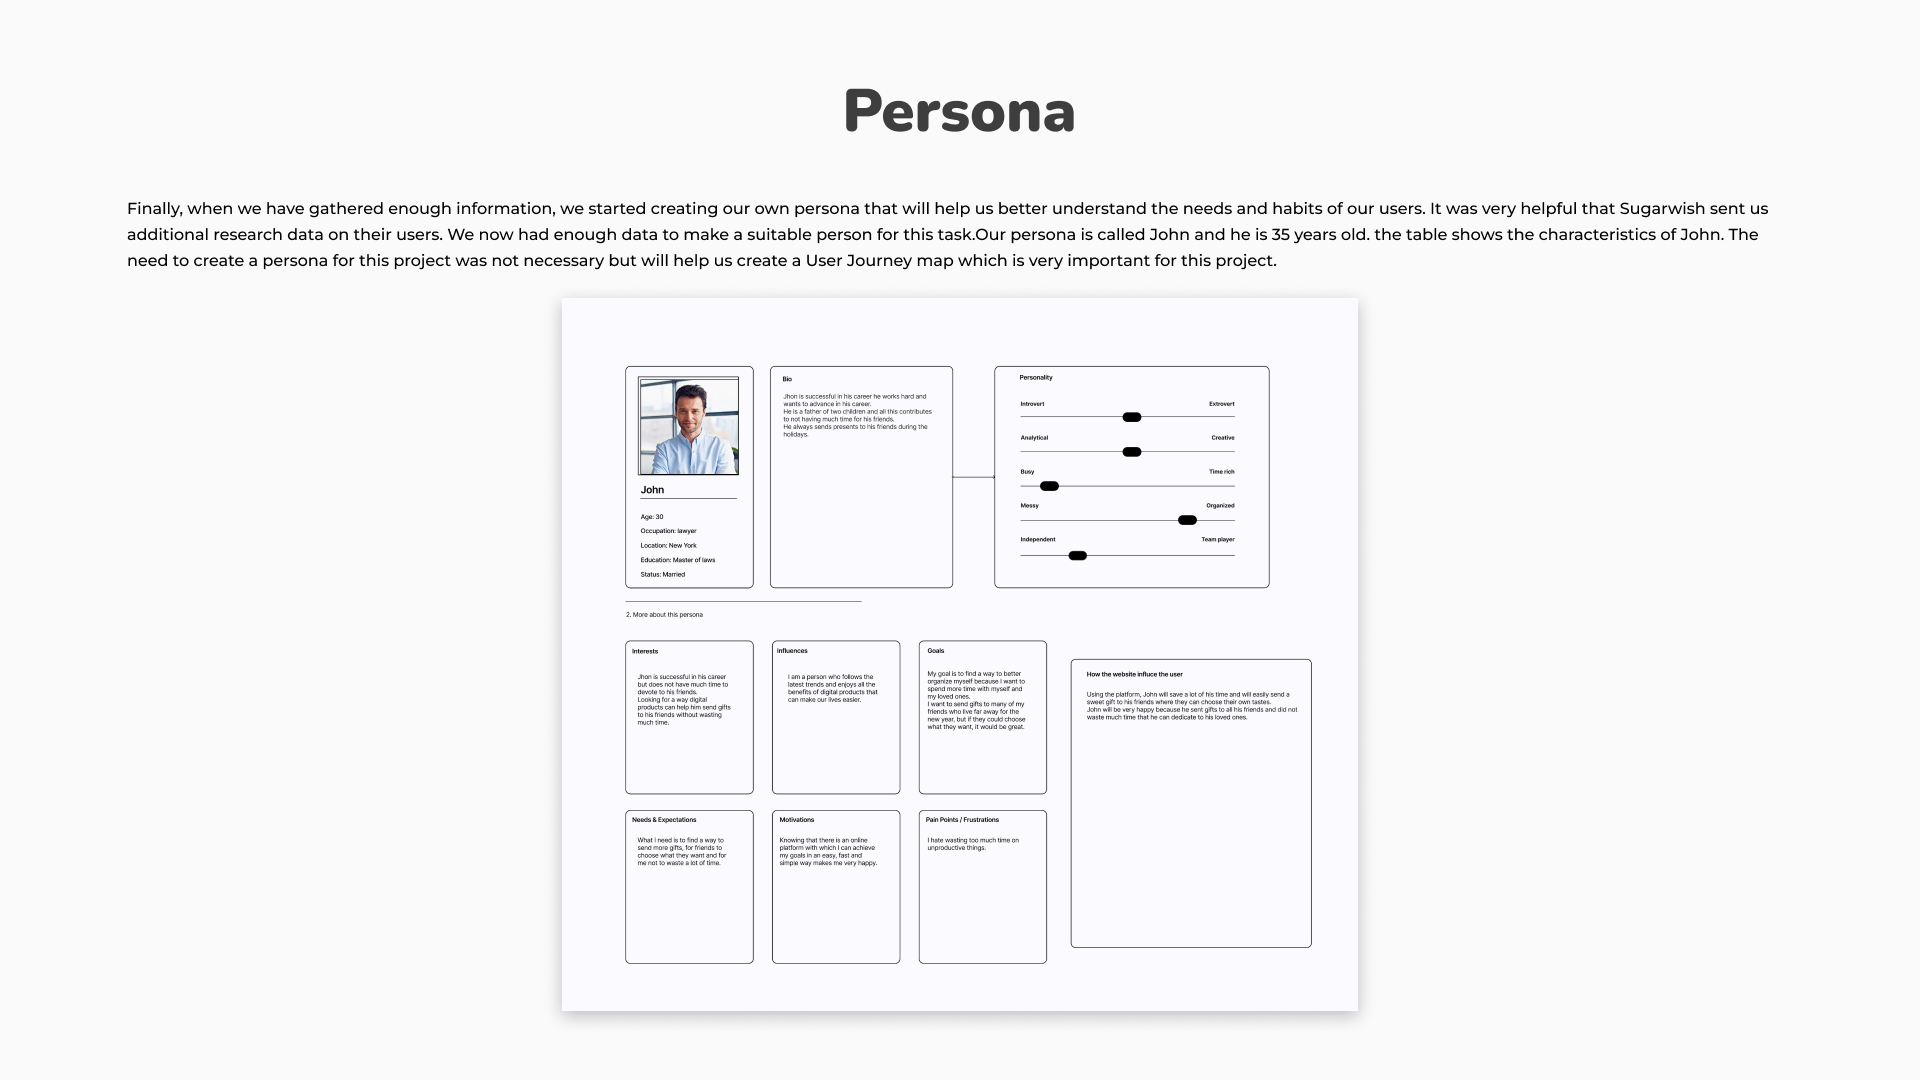 Persona
Finally, when we have gathered enough information, we started creating our own persona that will help us better understand the needs and habits of our users. It was very helpful that Sugarwish sent us
additional research data on their users. We now had enough data to make a suitable person for this task.Our persona is called John and he is 35 years old. the table shows the characteristics of John. The
need to create a persona for this project was not necessary but will help us create a User Journey map which is very important for this project.
John
Age: 30
Occupation: lawyer
Location: New York
Education: Master of laws
Status: Married
Bio
Jhon is successful in his career he works hard and
wants to advance in his career.
He is a father of two children and all this contributes
to not having much time for his friends.
He always sends presents to his friends during the
holidays.
Personality
Introvert Extrovert
Analytical Creative
Busy Time rich
Messy Organized
Independent Team player
2. More about this persona
Interests
Jhon is successful in his career
but does not have much time to
devote to his friends.
Looking for a way digital
products can help him send gifts
to his friends without wasting
much time.
Influences
I am a person who follows the
latest trends and enjoys all the
benefits of digital products that
can make our lives easier.
Goals
My goal is to find a way to better
organize myself because I want to
spend more time with myself and
my loved ones.
I want to send gifts to many of my
friends who live far away for the
new year, but if they could choose
what they want, it would be great.
How the website influce the user
Using the platform, John will save a lot of his time and will easily send a
sweet gift to his friends where they can choose their own tastes.
John will be very happy because he sent gifts to all his friends and did not
waste much time that he can dedicate to his loved ones.
Needs & Expectations
What I need is to find a way to
send more gifts, for friends to
choose what they want and for
me not to waste a lot of time.
Motivations
Knowing that there is an online
platform with which I can achieve
my goals in an easy, fast and
simple way makes me very happy.
Pain Points / Frustrations
I hate wasting too much time on
unproductive things.